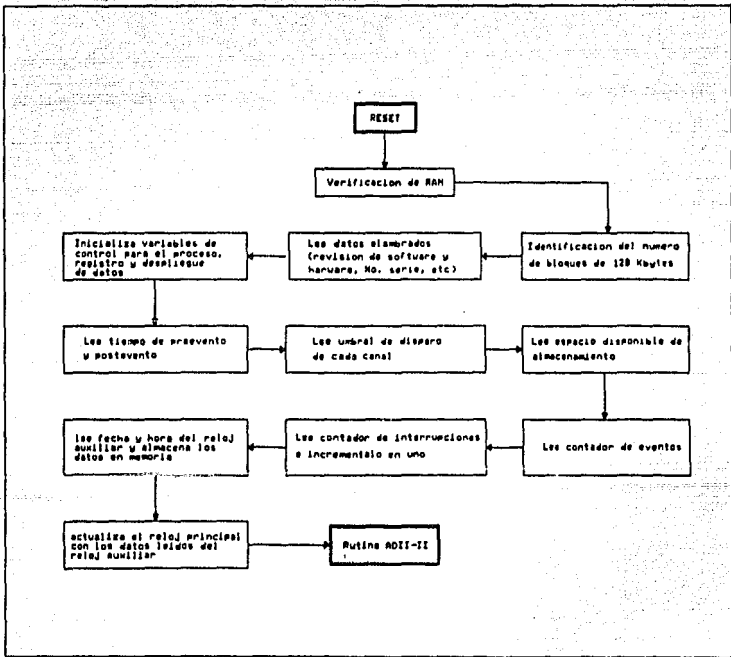 RESET
Verificacion de RAM
Identificacion del numero
de bloques de 128 Kbytes
Lee datos alambrados
(revision de software y
harware, No. serie, etc)
Inicializa variables de
control para el proceso,
registro y despliegue
de datos
Lee tiempo de preevento
y postevento
Lee umbral de disparo
de cada canal
Lee espacio disponible de
almacenamiento
Lee contador de eventos
Lee contador de interrupciones
e incrementalo en uno
lee fecha y hora del reloj
auxiliar y almacena los
datos en memoria
actualiza el reloj principal
con los datos leidos del
reloj auxiliar
Rutina ADII-II